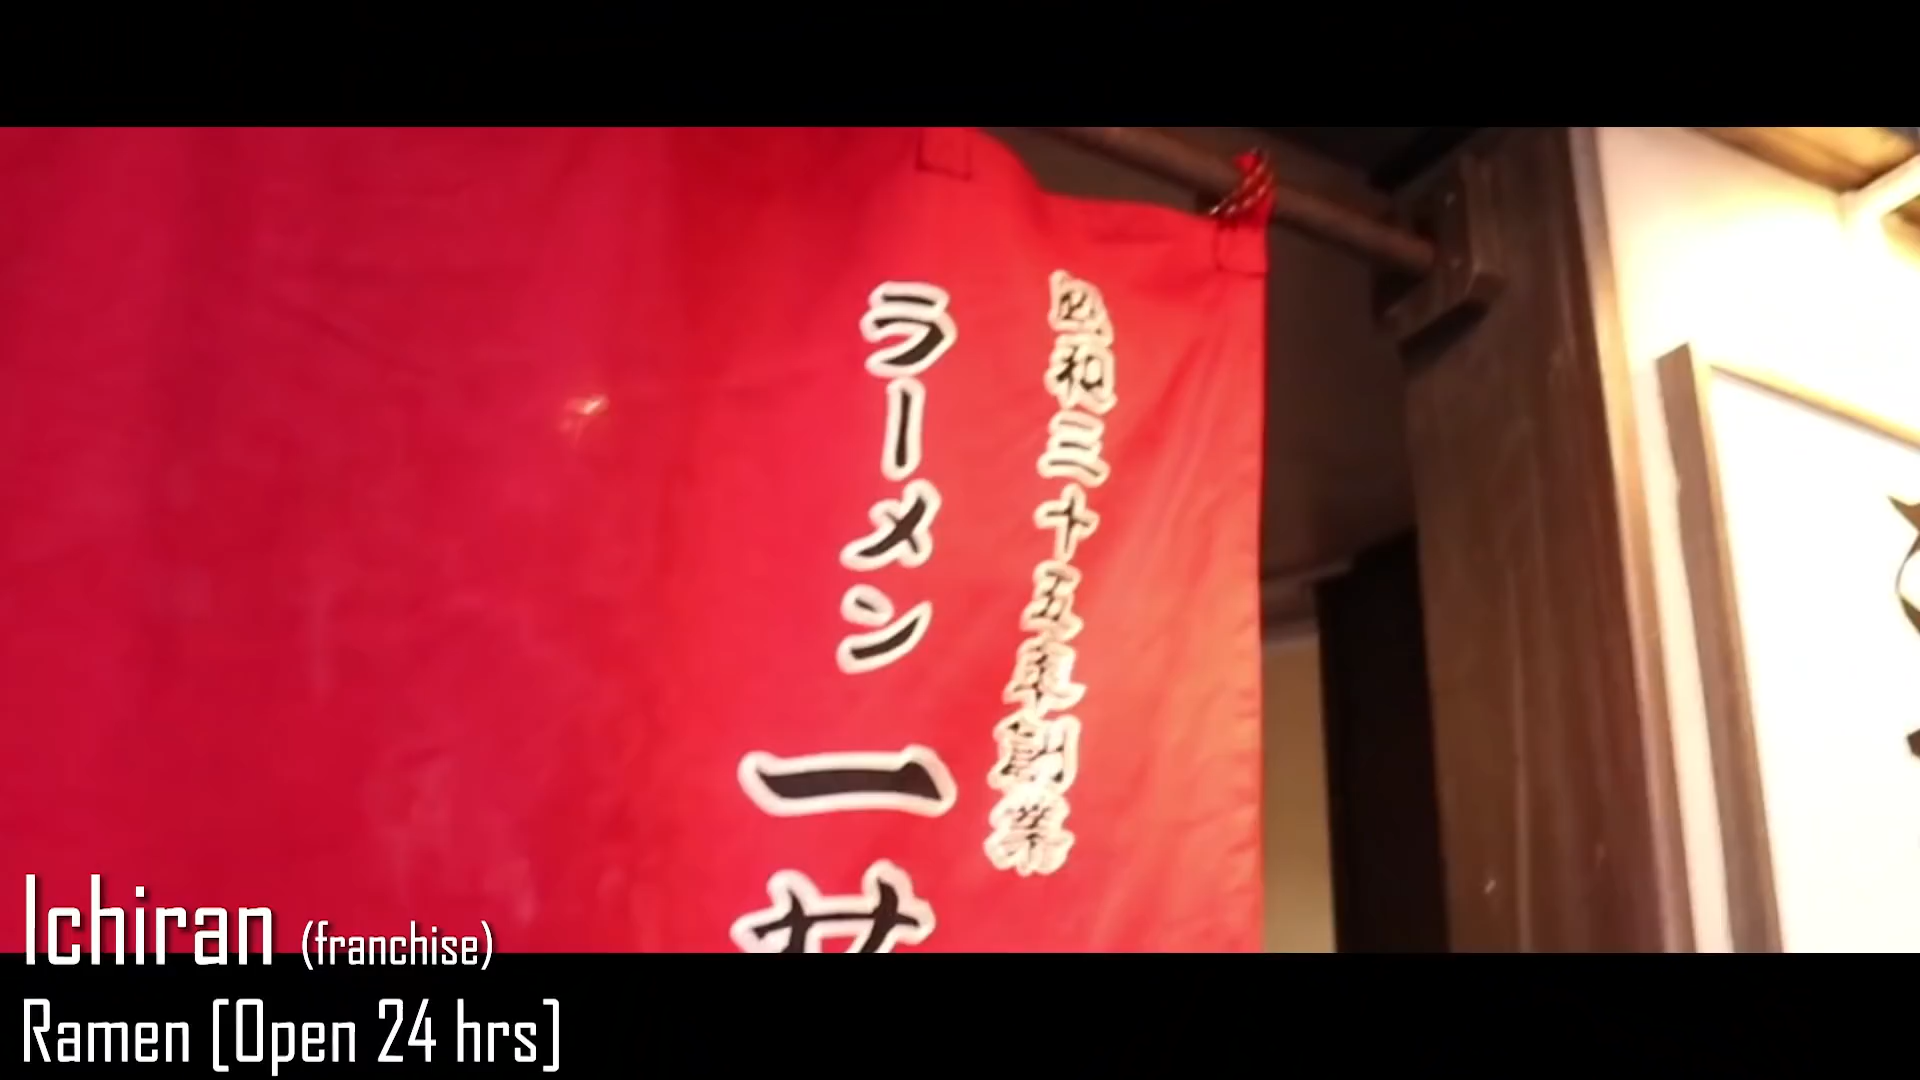 昭和三十五年創業
ラーメン 一
Ichiran (franchise)
Ramen [Open 24 hrs]